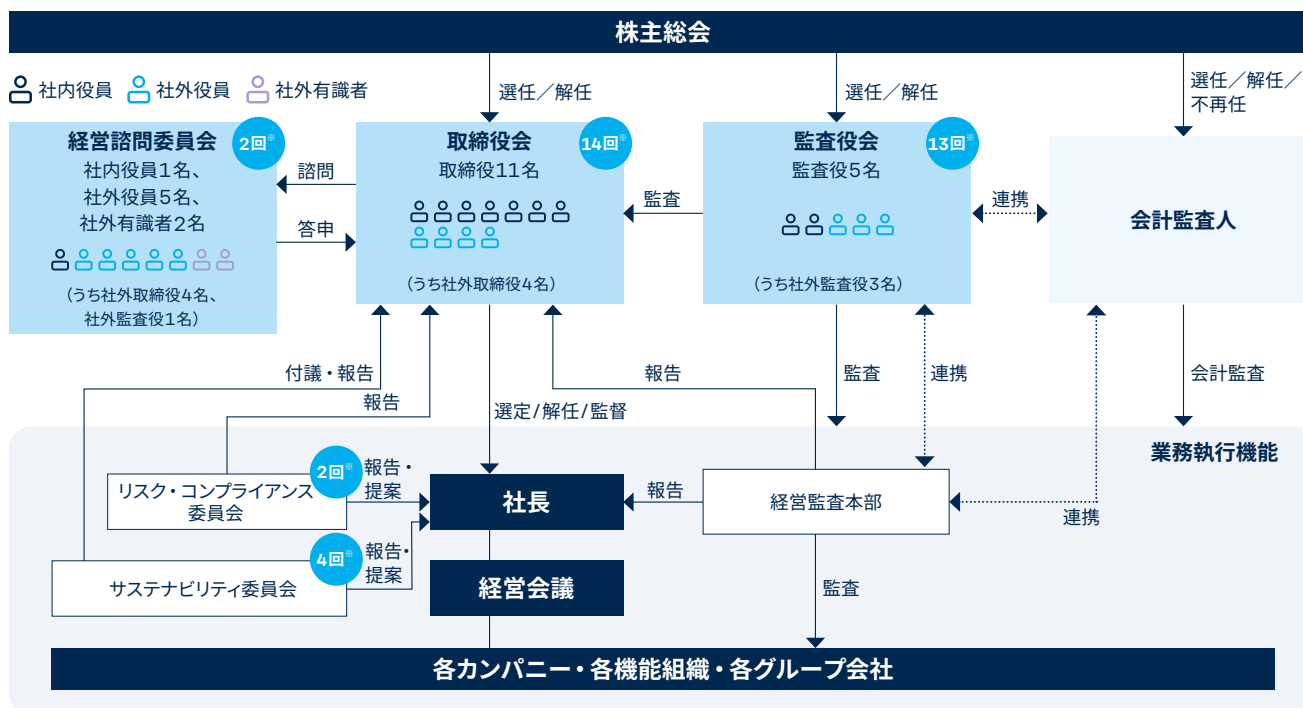 株主総会
社内役員
社外役員
社外有識者
選任／解任
選任／解任
選任／解任／
不再任
経営諮問委員会
2回※
社内役員1名、
社外役員5名、
社外有識者2名
（うち社外取締役4名、
社外監査役1名）
諮問
答申
取締役会
14回※
取締役11名
（うち社外取締役4名）
監査
監査役会
13回※
監査役5名
（うち社外監査役3名）
連携
会計監査人
付議・報告
報告
選定/解任/監督
報告
監査
連携
会計監査
業務執行機能
リスク・コンプライアンス
委員会
2回※
報告・
提案
社長
報告
経営監査本部
連携
サステナビリティ委員会
4回※
報告・
提案
経営会議
監査
各カンパニー・各機能組織・各グループ会社